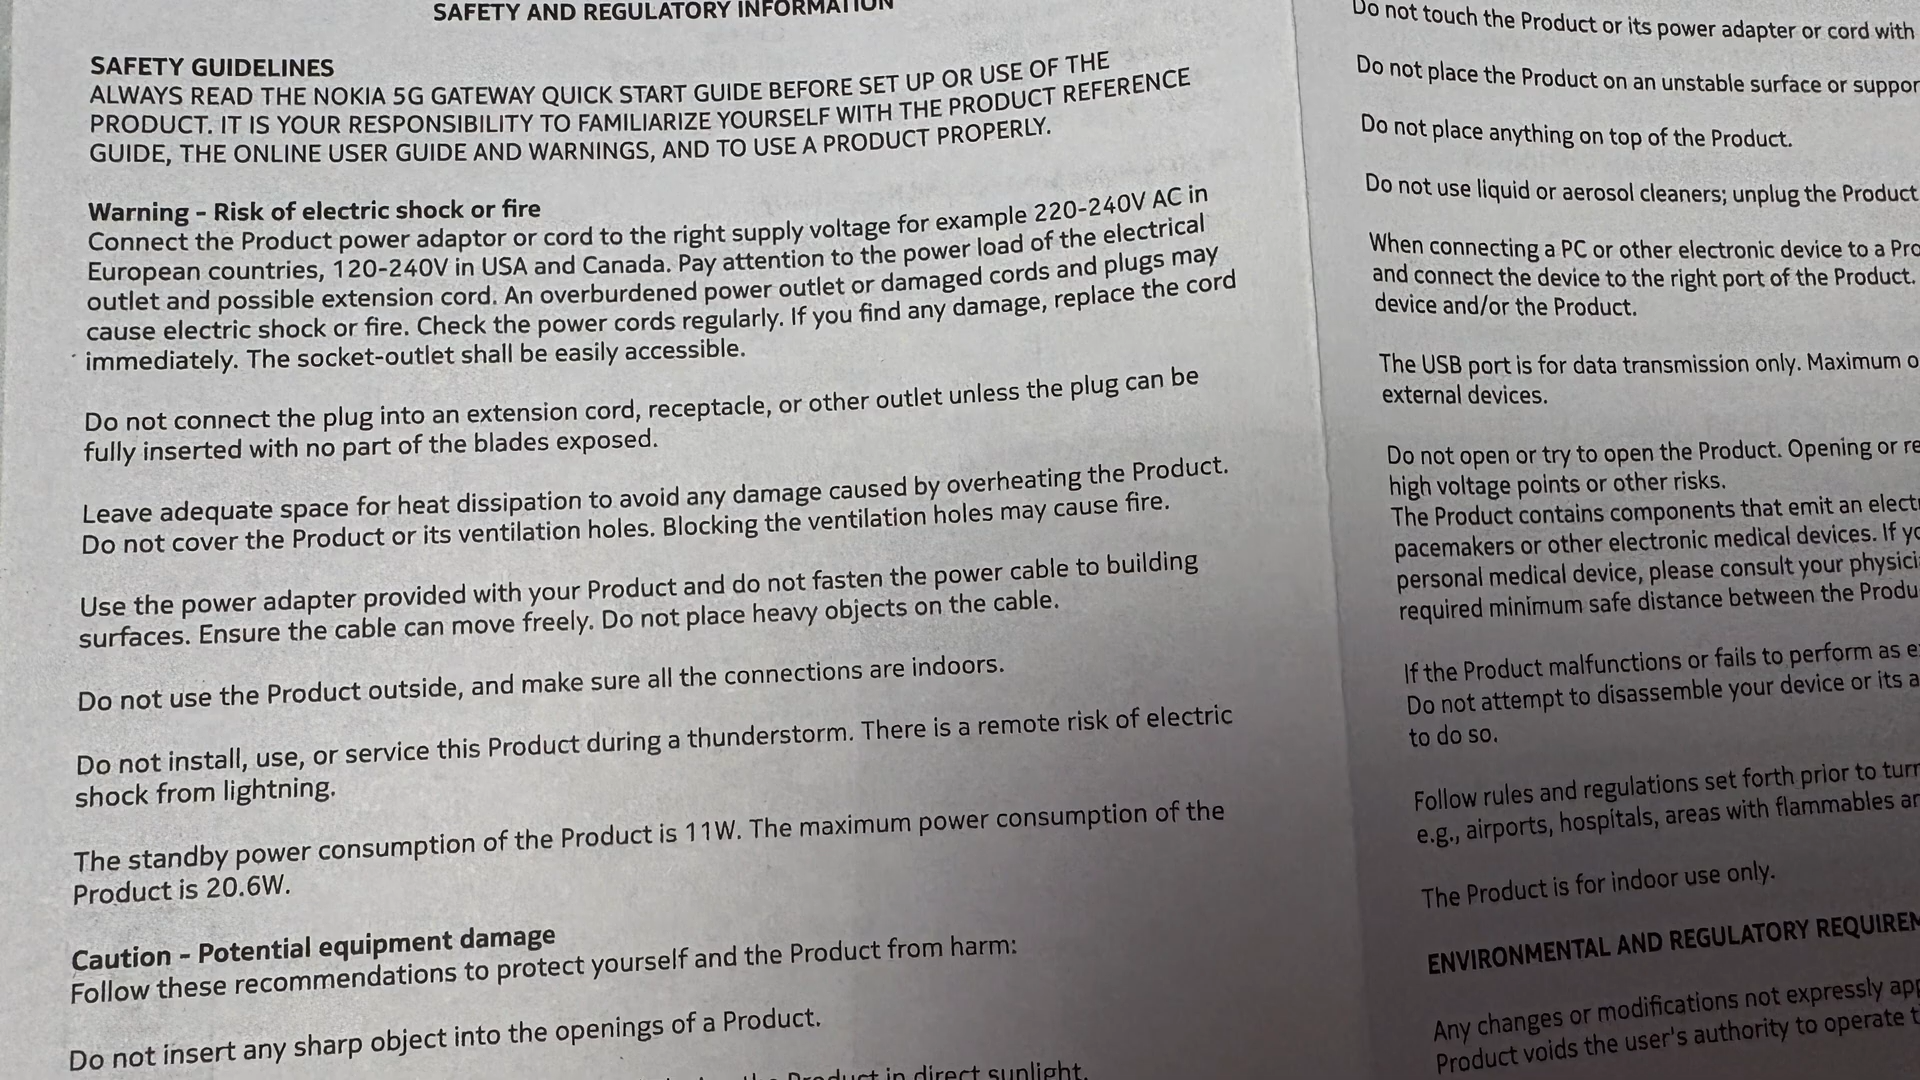 SAFETY AND REGULATORY INFORMATION
SAFETY GUIDELINES
ALWAYS READ THE NOKIA 5G GATEWAY QUICK START GUIDE BEFORE SET UP OR USE OF THE
PRODUCT. IT IS YOUR RESPONSIBILITY TO FAMILIARIZE YOURSELF WITH THE PRODUCT REFERENCE
GUIDE, THE ONLINE USER GUIDE AND WARNINGS, AND TO USE A PRODUCT PROPERLY.
Warning - Risk of electric shock or fire
Connect the Product power adaptor or cord to the right supply voltage for example 220-240V AC in
European countries, 120-240V in USA and Canada. Pay attention to the power load of the electrical
outlet and possible extension cord. An overburdened power outlet or damaged cords and plugs may
cause electric shock or fire. Check the power cords regularly. If you find any damage, replace the cord
immediately. The socket-outlet shall be easily accessible.
Do not connect the plug into an extension cord, receptacle, or other outlet unless the plug can be
fully inserted with no part of the blades exposed.
Leave adequate space for heat dissipation to avoid any damage caused by overheating the Product.
Do not cover the Product or its ventilation holes. Blocking the ventilation holes may cause fire.
Use the power adapter provided with your Product and do not fasten the power cable to building
surfaces. Ensure the cable can move freely. Do not place heavy objects on the cable.
Do not use the Product outside, and make sure all the connections are indoors.
Do not install, use, or service this Product during a thunderstorm. There is a remote risk of electric
shock from lightning.
The standby power consumption of the Product is 11W. The maximum power consumption of the
Product is 20.6W.
Caution - Potential equipment damage
Follow these recommendations to protect yourself and the Product from harm:
Do not insert any sharp object into the openings of a Product.
Product in direct sunlight.
Do not touch the Product or its power adapter or cord with
Do not place the Product on an unstable surface or suppor
Do not place anything on top of the Product.
Do not use liquid or aerosol cleaners; unplug the Product
When connecting a PC or other electronic device to a Pro
and connect the device to the right port of the Product.
device and/or the Product.
The USB port is for data transmission only. Maximum o
external devices.
Do not open or try to open the Product. Opening or re
high voltage points or other risks.
The Product contains components that emit an electr
pacemakers or other electronic medical devices. If yo
personal medical device, please consult your physici
required minimum safe distance between the Produ
If the Product malfunctions or fails to perform as e
Do not attempt to disassemble your device or its a
to do so.
Follow rules and regulations set forth prior to turn
e.g., airports, hospitals, areas with flammables an
The Product is for indoor use only.
ENVIRONMENTAL AND REGULATORY REQUIREM
Any changes or modifications not expressly app
Product voids the user's authority to operate t